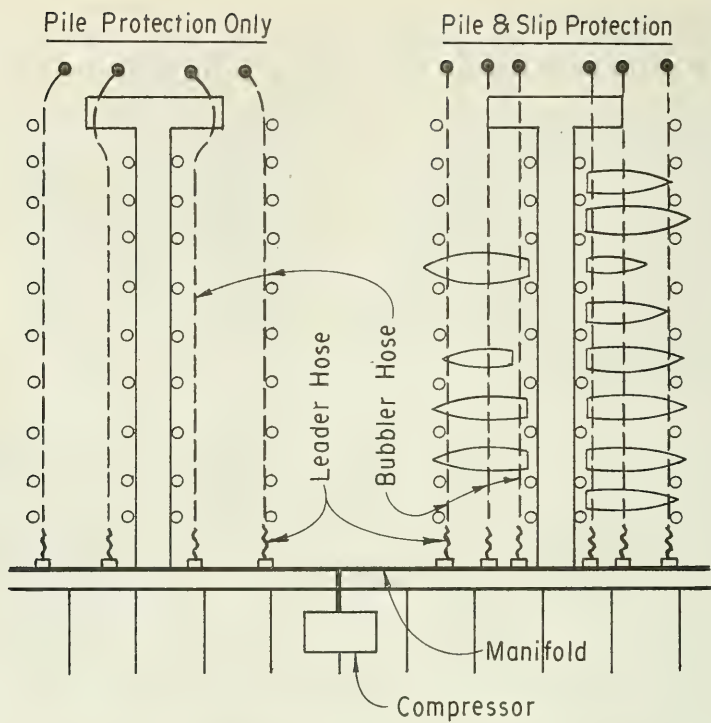 Pile Protection Only
Pile & Slip Protection
Leader Hose
Bubbler Hose
Manifold
Compressor